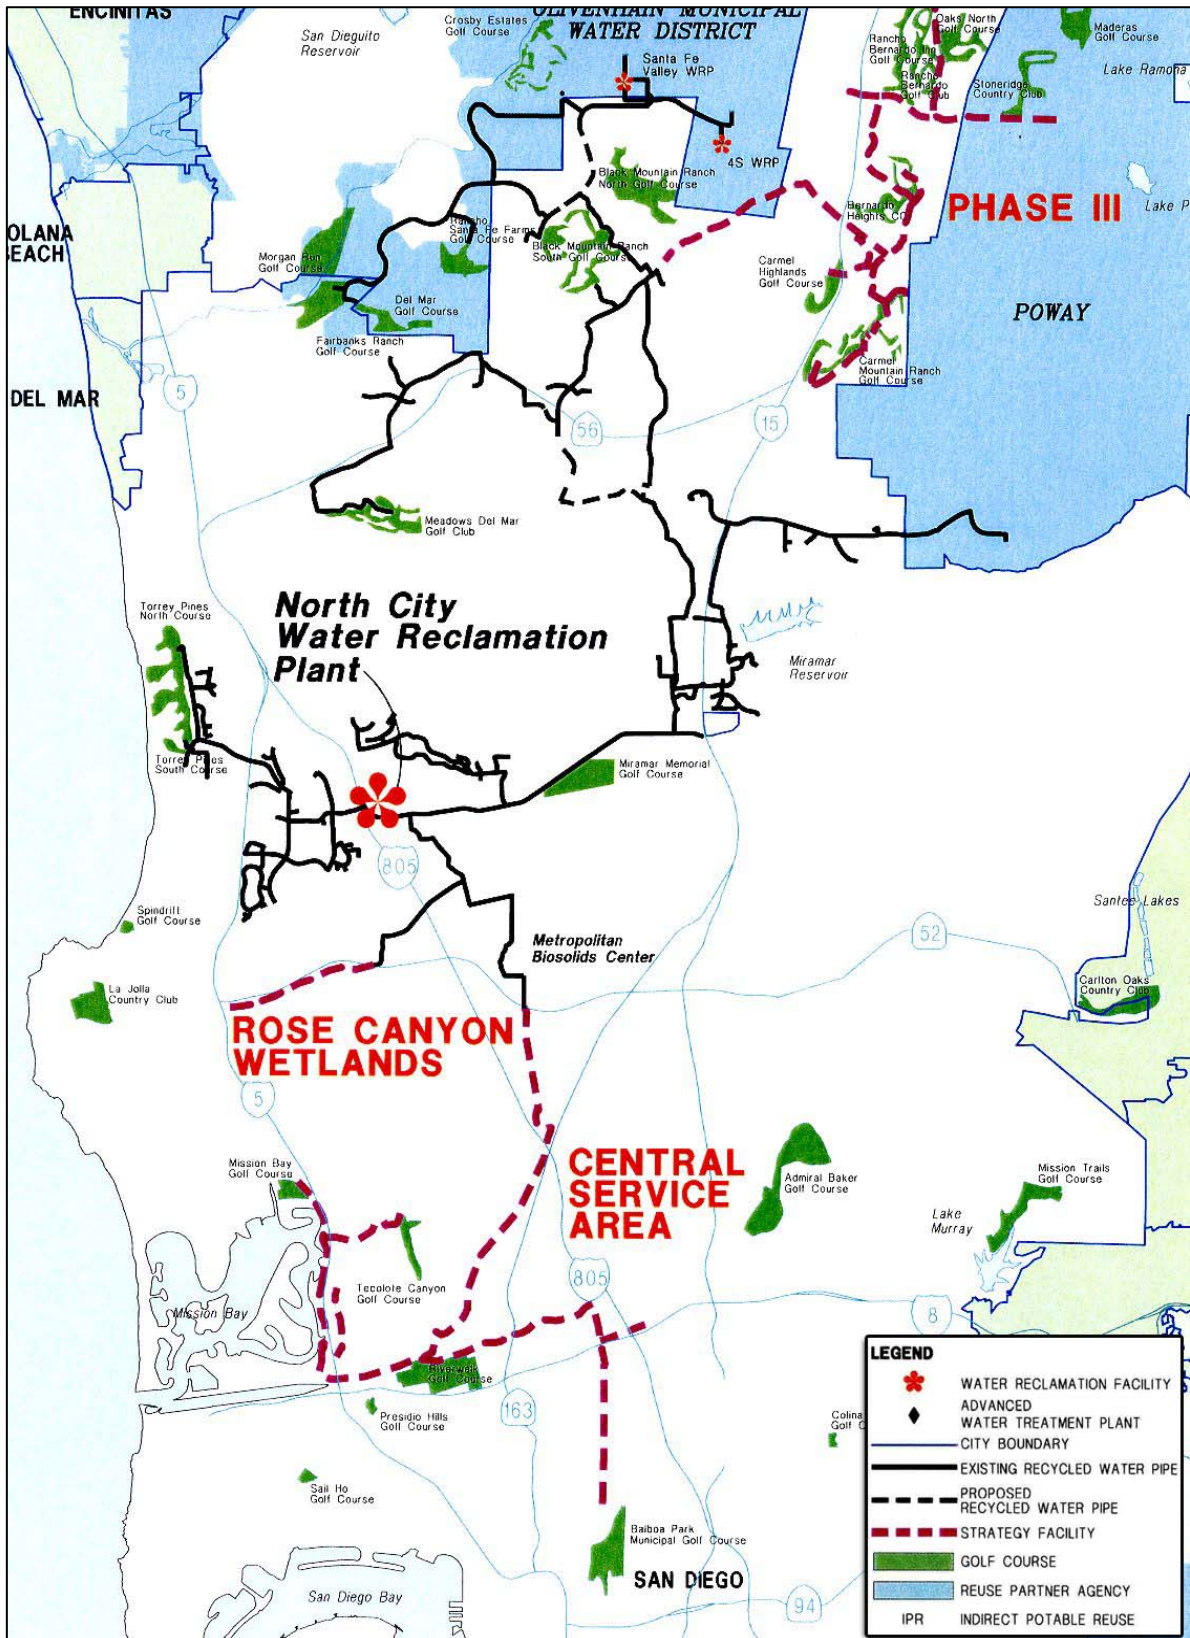 ENCINITAS
San Dieguito
Reservoir
Crosby Estates
Golf Course
OLIVENHAIN MUNICIPAL
WATER DISTRICT
Santa Fe
Valley WRP
4S WRP
Rancho
Bernardo Inn
Golf Course
Oaks North
Golf Course
Rancho
Bernardo
Golf Club
Stoneridge
Country Club
Maderas
Golf Course
Lake Ramona
Lake P
PHASE III
POWAY
Black Mountain Ranch
North Golf Course
Bernardo
Heights CC
Rancho
Santa Fe Farms
Golf Course
Black Mountain Ranch
South Golf Course
Carmel
Highlands
Golf Course
Carmel
Mountain Ranch
Golf Course
OLANA
BEACH
Morgan Run
Golf Course
Del Mar
Golf Course
Fairbanks Ranch
Golf Course
DEL MAR
5
56
15
Meadows Del Mar
Golf Club
North City
Water Reclamation
Plant
Torrey Pines
North Course
Torrey Pines
South Course
Miramar
Reservoir
Miramar Memorial
Golf Course
805
Spindrift
Golf Course
La Jolla
Country Club
Metropolitan
Biosolids Center
52
Santee Lakes
Carlton Oaks
Country Club
ROSE CANYON
WETLANDS
5
CENTRAL
SERVICE
AREA
Mission Bay
Golf Course
Admiral Baker
Golf Course
Mission Trails
Golf Course
Lake
Murray
Tecolote Canyon
Golf Course
Mission Bay
805
8
Riverwalk
Golf Course
Presidio Hills
Golf Course
163
Colina
Golf C
Sail Ho
Golf Course
Balboa Park
Municipal Golf Course
SAN DIEGO
San Diego Bay
94
LEGEND
WATER RECLAMATION FACILITY
ADVANCED
WATER TREATMENT PLANT
CITY BOUNDARY
EXISTING RECYCLED WATER PIPE
PROPOSED
RECYCLED WATER PIPE
STRATEGY FACILITY
GOLF COURSE
REUSE PARTNER AGENCY
IPR INDIRECT POTABLE REUSE